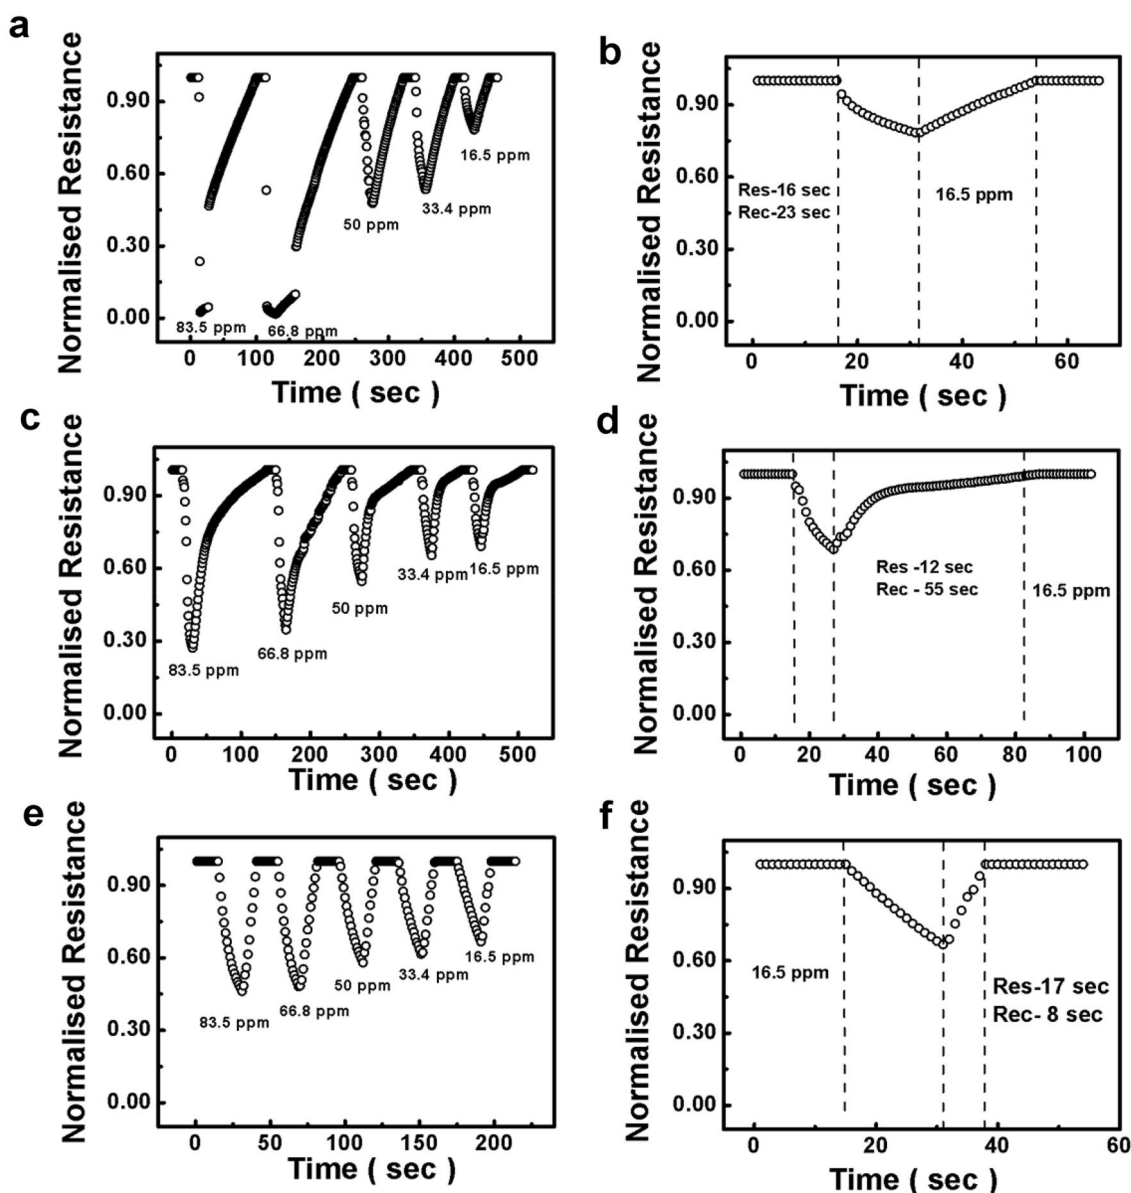 a
Normalised Resistance
0.90
0.60
0.30
0.00
83.5 ppm
66.8 ppm
50 ppm
33.4 ppm
16.5 ppm
0 100 200 300 400 500
Time ( sec )
b
Normalised Resistance
0.90
0.60
0.30
0.00
Res-16 sec
Rec-23 sec
16.5 ppm
0 20 40 60
Time ( sec )
c
Normalised Resistance
0.90
0.60
0.30
0.00
83.5 ppm
66.8 ppm
50 ppm
33.4 ppm
16.5 ppm
0 100 200 300 400 500
Time ( sec )
d
Normalised Resistance
0.90
0.60
0.30
0.00
Res -12 sec
Rec - 55 sec
16.5 ppm
0 20 40 60 80 100
Time ( sec )
e
Normalised Resistance
0.90
0.60
0.30
0.00
83.5 ppm
66.8 ppm
50 ppm
33.4 ppm
16.5 ppm
0 50 100 150 200
Time ( sec )
f
Normalised Resistance
0.90
0.60
0.30
0.00
16.5 ppm
Res-17 sec
Rec- 8 sec
0 20 40 60
Time ( sec )